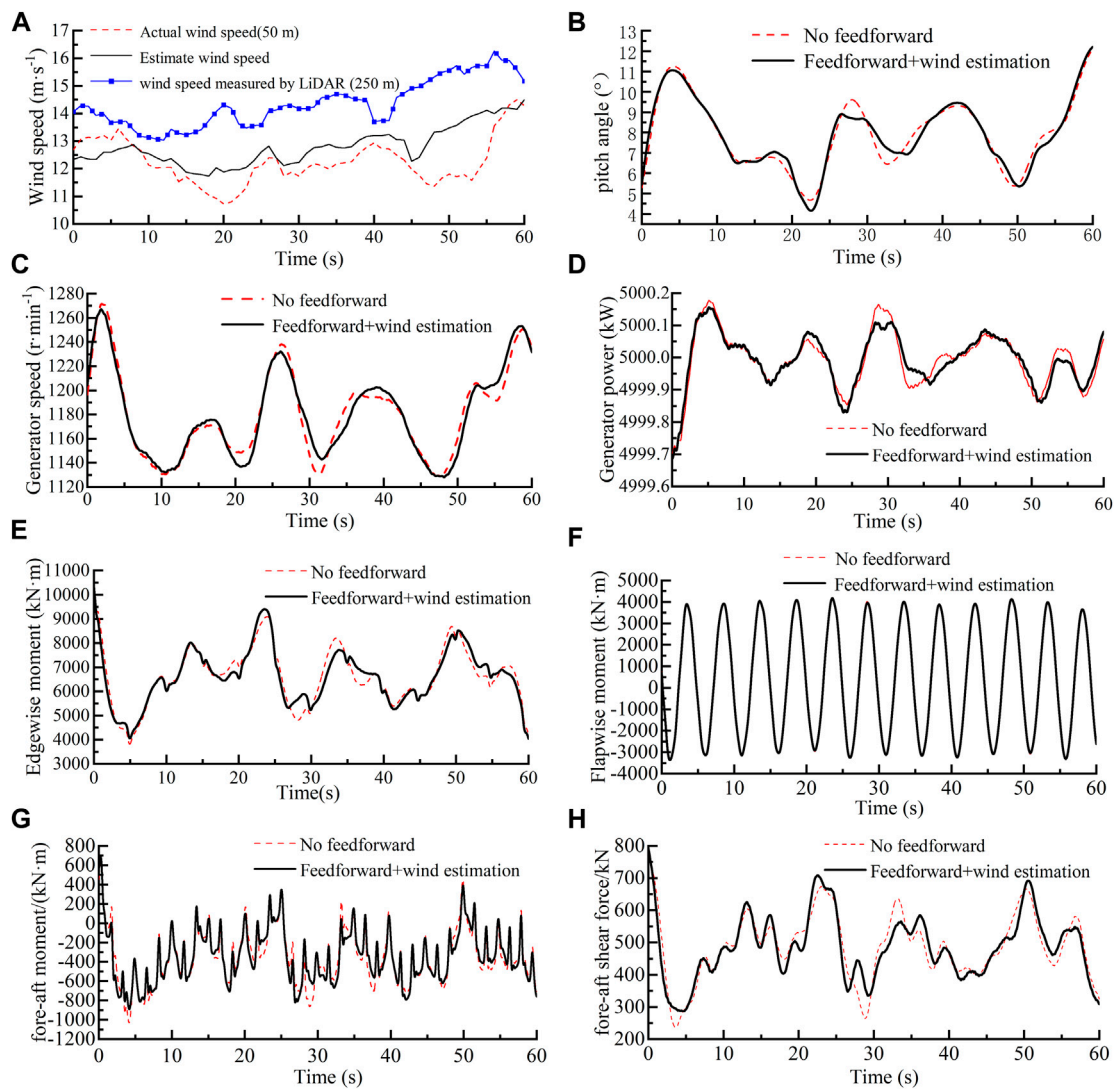 A
Actual wind speed(50 m)
Estimate wind speed
wind speed measured by LiDAR (250 m)
Wind speed (m·s⁻¹)
17
16
15
14
13
12
11
10
0 10 20 30 40 50 60
Time (s)
B
No feedforward
Feedforward+wind estimation
pitch angle (°)
13
12
11
10
9
8
7
6
5
4
0 10 20 30 40 50 60
Time (s)
C
No feedforward
Feedforward+wind estimation
Generator speed (r·min⁻¹)
1280
1260
1240
1220
1200
1180
1160
1140
1120
0 10 20 30 40 50 60
Time (s)
D
No feedforward
Feedforward+wind estimation
Generator power (kW)
5000.2
5000.1
5000.0
4999.9
4999.8
4999.7
4999.6
0 10 20 30 40 50 60
Time (s)
E
No feedforward
Feedforward+wind estimation
Edgewise moment (kN·m)
11000
10000
9000
8000
7000
6000
5000
4000
3000
0 10 20 30 40 50 60
Time(s)
F
No feedforward
Feedforward+wind estimation
Flapwise moment (kN·m)
5000
4000
3000
2000
1000
0
-1000
-2000
-3000
-4000
0 10 20 30 40 50 60
Time (s)
G
No feedforward
Feedforward+wind estimation
fore-aft moment/(kN·m)
800
600
400
200
0
-200
-400
-600
-800
-1000
-1200
0 10 20 30 40 50 60
Time (s)
H
No feedforward
Feedforward+wind estimation
fore-aft shear force/kN
800
700
600
500
400
300
200
0 10 20 30 40 50 60
Time (s)